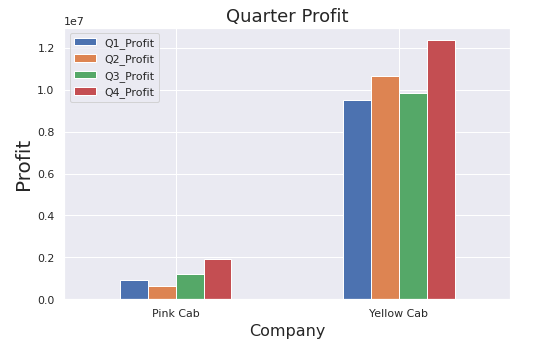 Quarter Profit
1e7
Q1_Profit
Q2_Profit
Q3_Profit
Q4_Profit
1.2
1.0
0.8
0.6
0.4
0.2
0.0
Profit
Pink Cab
Yellow Cab
Company